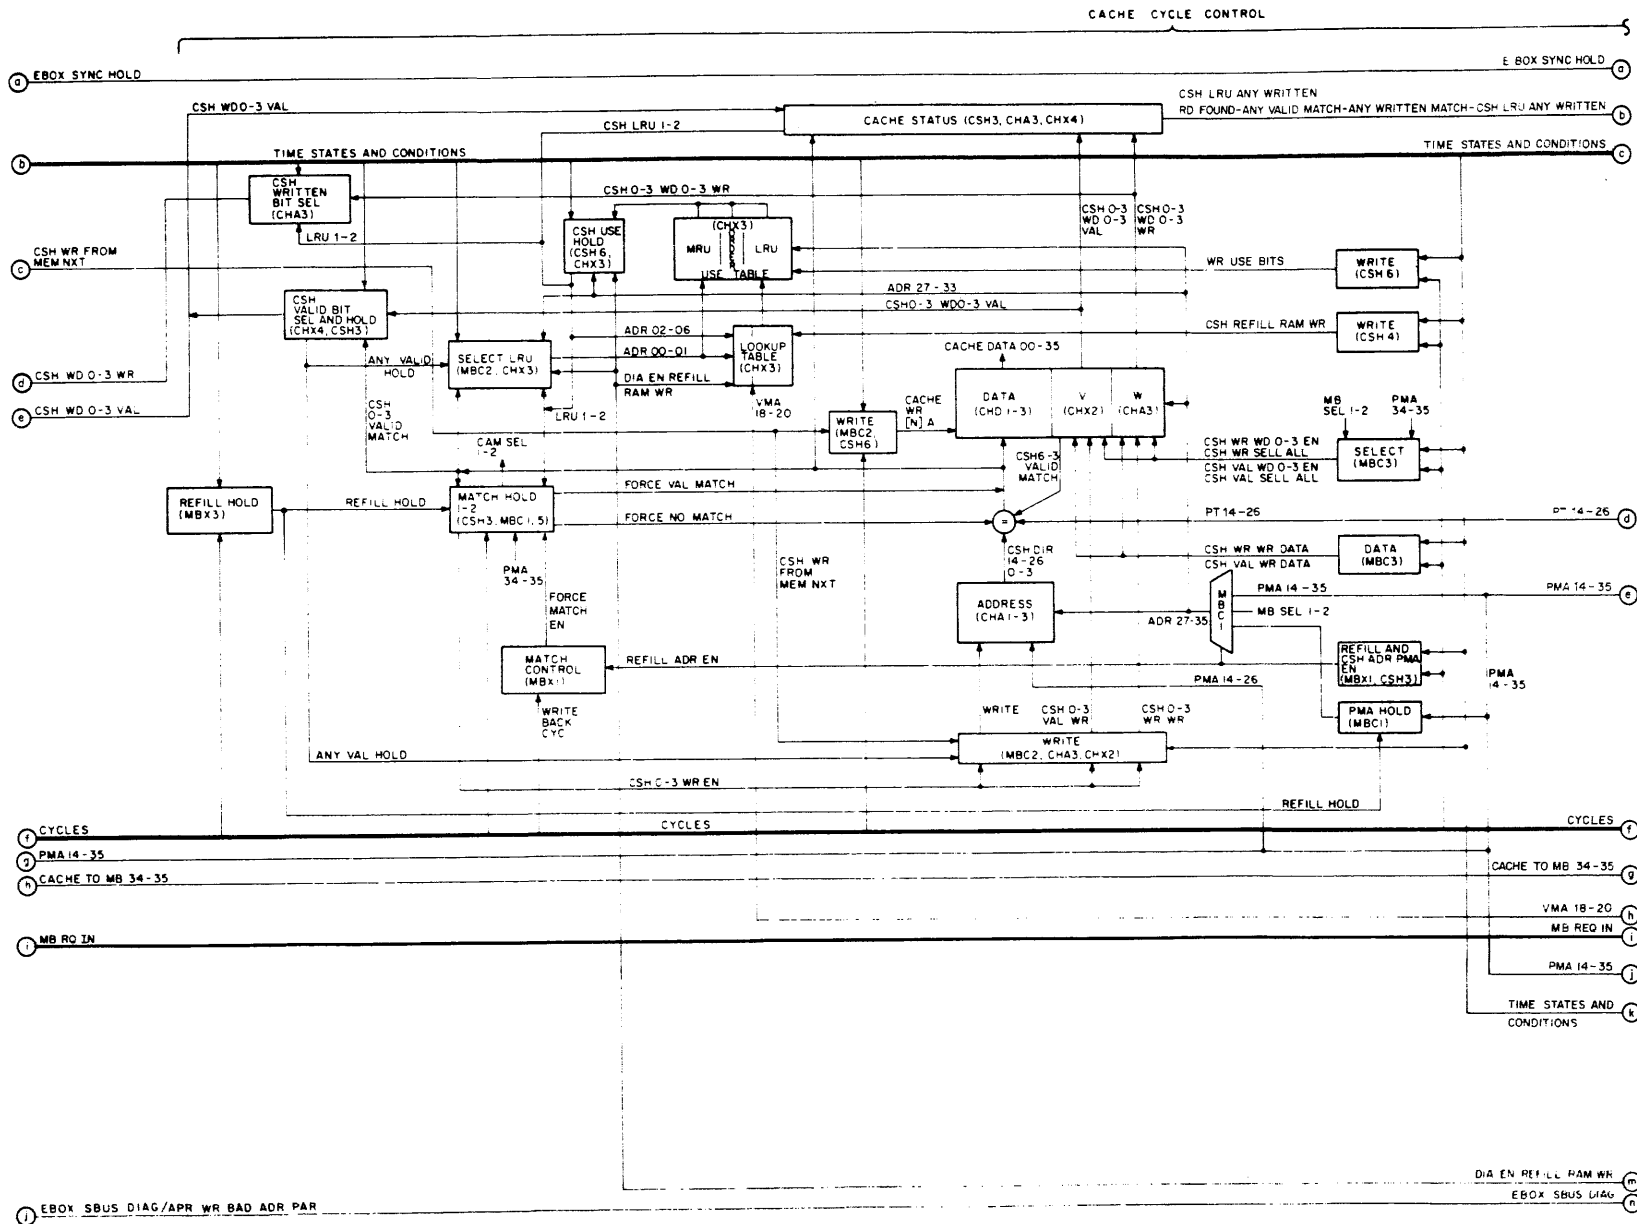 CACHE CYCLE CONTROL
a EBOX SYNC HOLD
E BOX SYNC HOLD a
CSH WD 0-3 VAL
CSH LRU ANY WRITTEN
RD FOUND-ANY VALID MATCH-ANY WRITTEN MATCH-CSH LRU ANY WRITTEN b
CACHE STATUS (CSH3, CHA3, CHX4)
CSH LRU 1-2
b TIME STATES AND CONDITIONS
TIME STATES AND CONDITIONS c
CSH
WRITTEN
BIT SEL
(CHA3)
CSH 0-3 WD 0-3 WR
LRU 1-2
CSH USE
HOLD
(CSH6,
CHX3)
(CHX3)
MRU
ORDER
LRU
USE TABLE
CSH 0-3
WD 0-3
VAL
CSH 0-3
WD 0-3
WR
c CSH WR FROM
MEM NXT
WR USE BITS
WRITE
(CSH6)
ADR 27-33
CSH0-3 WD0-3 VAL
CSH
VALID BIT
SEL AND HOLD
(CHX4, CSH3)
ADR 02-06
CSH REFILL RAM WR
WRITE
(CSH4)
ADR 00-01
LOOKUP
TABLE
(CHX3)
CACHE DATA 00-35
ANY VALID
HOLD
SELECT LRU
(MBC2, CHX3)
DIA EN REFILL
RAM WR
d CSH WD 0-3 WR
e CSH WD 0-3 VAL
DATA
(CHD1-3)
V
(CHX2)
W
(CHA3)
CSH
0-3
VALID
MATCH
LRU 1-2
VMA
18-20
CACHE
WR
[N] A
MB
SEL 1-2
PMA
34-35
WRITE
(MBC2,
CSH6)
CAM SEL
1-2
CSH6-3
VALID
MATCH
CSH WR WD 0-3 EN
CSH WR SELL ALL
CSH VAL WD 0-3 EN
CSH VAL SELL ALL
SELECT
(MBC3)
REFILL HOLD
(MBX3)
REFILL HOLD
MATCH HOLD
1-2
(CSH3, MBC1, 5)
FORCE VAL MATCH
FORCE NO MATCH
=
PT 14-26
PT 14-26 d
PMA
34-35
FORCE
MATCH
EN
CSH WR
FROM
MEM NXT
CSH DIR
14-26
0-3
CSH WR WR DATA
CSH VAL WR DATA
DATA
(MBC3)
ADDRESS
(CHA1-3)
ADR 27-35
MBC1
PMA 14-35
PMA 14-35 e
MB SEL 1-2
MATCH
CONTROL
(MBX1)
REFILL ADR EN
REFILL AND
CSH ADR PMA
EN
(MBX1, CSH3)
PMA 14-26
PMA
14-35
WRITE
BACK
CYC
WRITE
CSH 0-3
VAL WR
CSH 0-3
WR WR
PMA HOLD
(MBC1)
ANY VAL HOLD
WRITE
(MBC2, CHA3, CHX2)
CSH 0-3 WR EN
REFILL HOLD
f CYCLES
CYCLES
CYCLES f
g PMA 14-35
h CACHE TO MB 34-35
CACHE TO MB 34-35 g
VMA 18-20 h
i MB RQ IN
MB REQ IN i
PMA 14-35 j
TIME STATES AND
CONDITIONS k
DIA EN REFILL RAM WR m
j EBOX SBUS DIAG/APR WR BAD ADR PAR
EBOX SBUS DIAG n